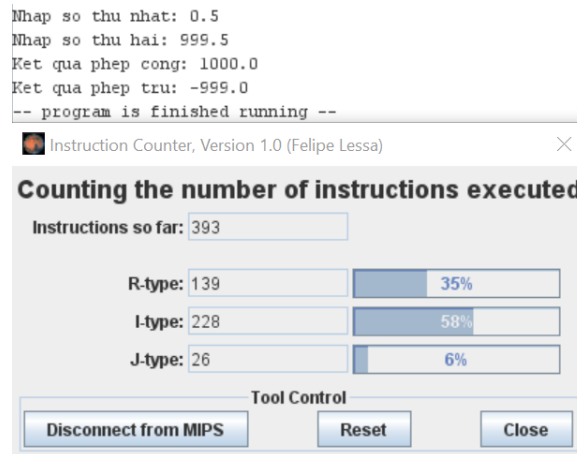 Nhap so thu nhat: 0.5
Nhap so thu hai: 999.5
Ket qua phep cong: 1000.0
Ket qua phep tru: -999.0
-- program is finished running --
Instruction Counter, Version 1.0 (Felipe Lessa)
Counting the number of instructions executed
Instructions so far: 393
R-type: 139 35%
I-type: 228 58%
J-type: 26 6%
Tool Control
Disconnect from MIPS Reset Close